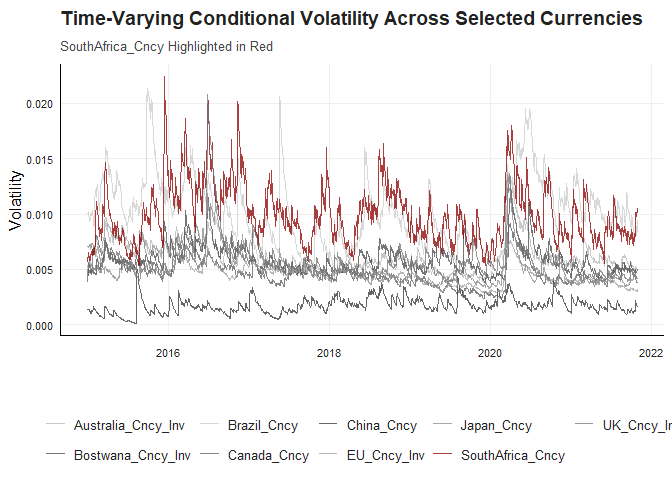 Time-Varying Conditional Volatility Across Selected Currencies
SouthAfrica_Cncy Highlighted in Red
0.020
0.015
0.010
0.005
0.000
Volatility
2016 2018 2020 2022
Australia_Cncy_Inv Brazil_Cncy China_Cncy Japan_Cncy UK_Cncy_In
Bostwana_Cncy_Inv Canada_Cncy EU_Cncy_Inv SouthAfrica_Cncy